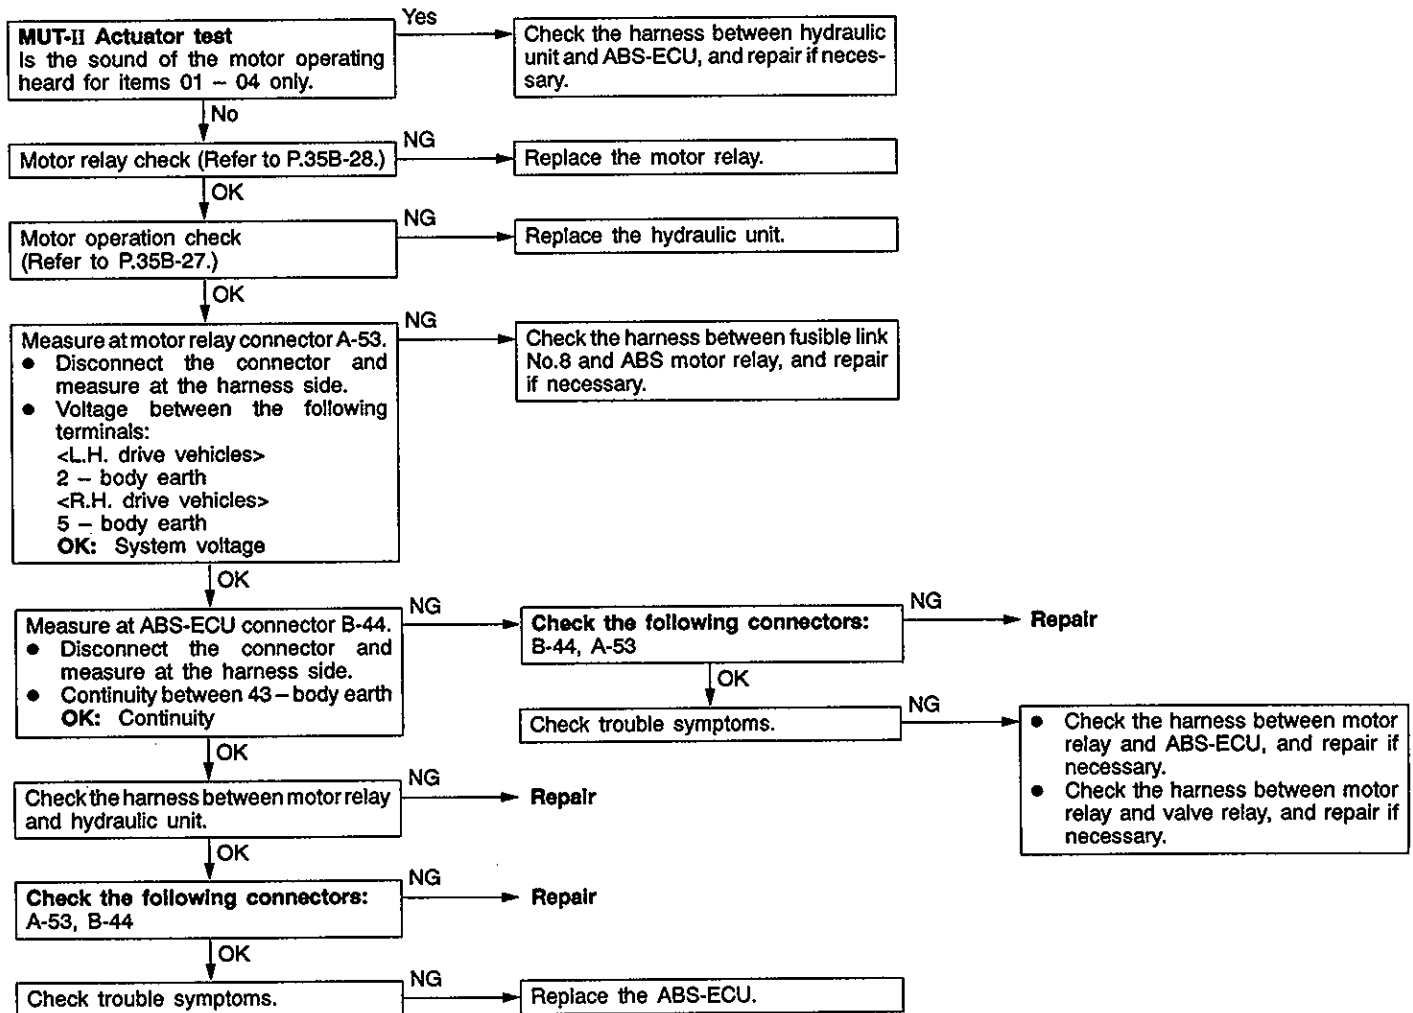 MUT-II Actuator test
Is the sound of the motor operating
heard for items 01 – 04 only.
Yes
Check the harness between hydraulic
unit and ABS-ECU, and repair if neces-
sary.
No
Motor relay check (Refer to P.35B-28.)
NG
Replace the motor relay.
OK
Motor operation check
(Refer to P.35B-27.)
NG
Replace the hydraulic unit.
OK
Measure at motor relay connector A-53.
● Disconnect the connector and
measure at the harness side.
● Voltage between the following
terminals:
<L.H. drive vehicles>
2 – body earth
<R.H. drive vehicles>
5 – body earth
OK: System voltage
NG
Check the harness between fusible link
No.8 and ABS motor relay, and repair
if necessary.
OK
Measure at ABS-ECU connector B-44.
● Disconnect the connector and
measure at the harness side.
● Continuity between 43 – body earth
OK: Continuity
NG
Check the following connectors:
B-44, A-53
NG
Repair
OK
Check trouble symptoms.
NG
● Check the harness between motor
relay and ABS-ECU, and repair if
necessary.
● Check the harness between motor
relay and valve relay, and repair if
necessary.
OK
Check the harness between motor relay
and hydraulic unit.
NG
Repair
OK
Check the following connectors:
A-53, B-44
NG
Repair
OK
Check trouble symptoms.
NG
Replace the ABS-ECU.